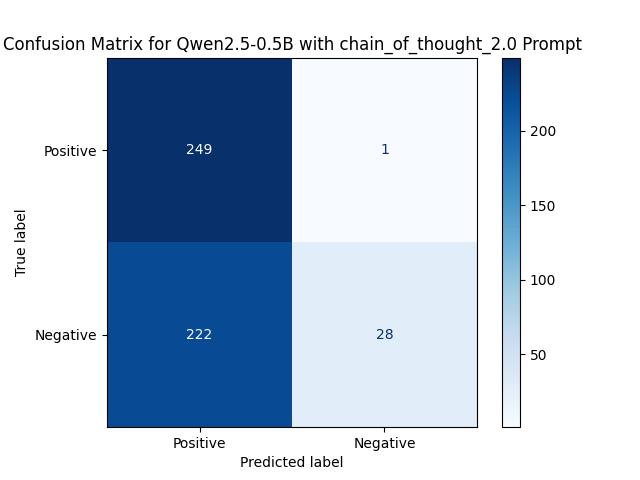 Confusion Matrix for Qwen2.5-0.5B with chain_of_thought_2.0 Prompt
True label
Positive
249
1
Negative
222
28
Positive
Negative
Predicted label
200
150
100
50